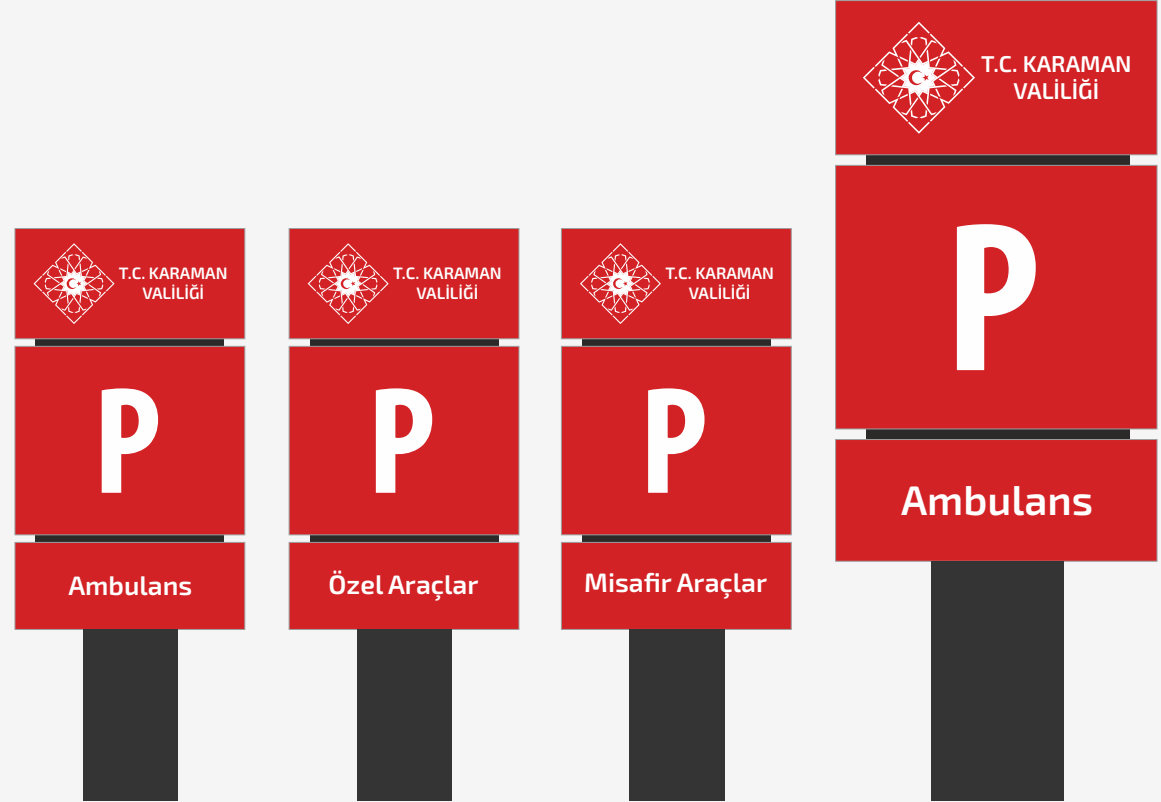 T.C. KARAMAN
VALİLİĞİ
P
Ambulans
T.C. KARAMAN
VALİLİĞİ
P
Özel Araçlar
T.C. KARAMAN
VALİLİĞİ
P
Misafir Araçlar
T.C. KARAMAN
VALİLİĞİ
P
Ambulans